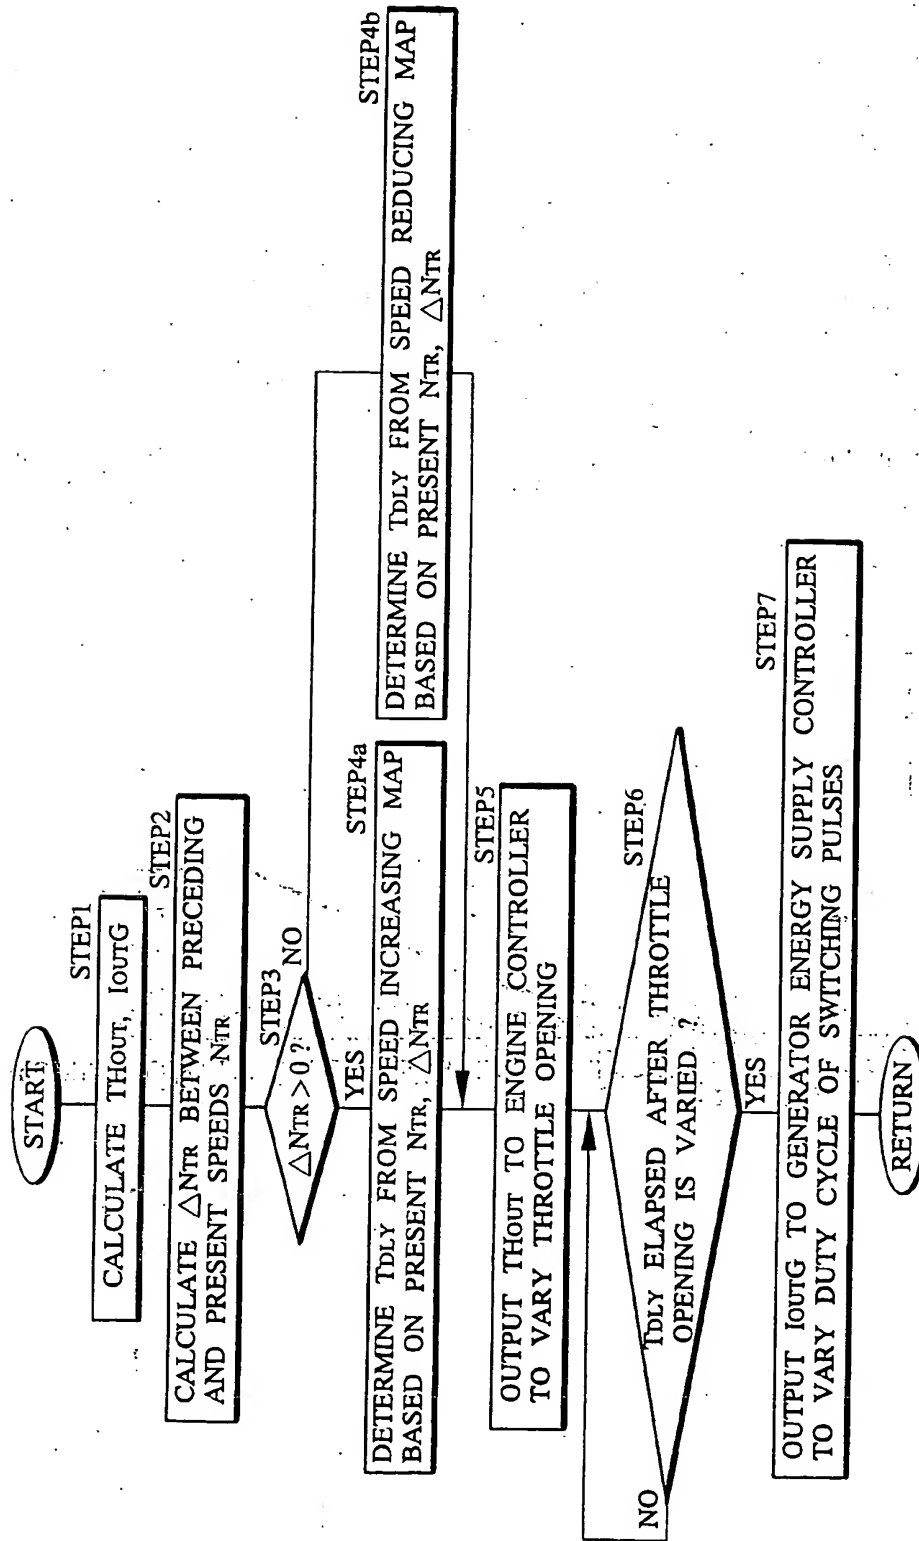 START
STEP1
CALCULATE THOUT, IOUTG
STEP2
CALCULATE △NTR BETWEEN PRECEDING
AND PRESENT SPEEDS NTR
STEP3
△NTR > 0 ?
NO
YES
STEP4a
DETERMINE TDLY FROM SPEED INCREASING MAP
BASED ON PRESENT NTR, △NTR
STEP4b
DETERMINE TDLY FROM SPEED REDUCING MAP
BASED ON PRESENT NTR, △NTR
STEP5
OUTPUT THOUT TO ENGINE CONTROLLER
TO VARY THROTTLE OPENING
STEP6
TDLY ELAPSED AFTER THROTTLE
OPENING IS VARIED ?
NO
YES
STEP7
OUTPUT IOUTG TO GENERATOR ENERGY SUPPLY CONTROLLER
TO VARY DUTY CYCLE OF SWITCHING PULSES
RETURN